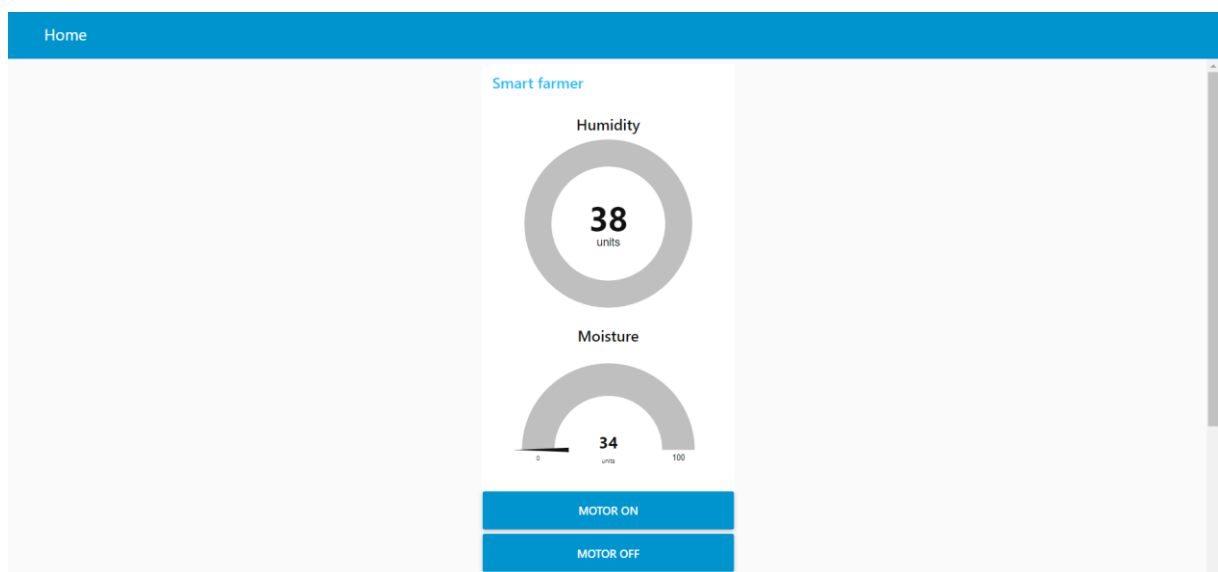 Home
Smart farmer
Humidity
38
units
Moisture
34
0
units
100
MOTOR ON
MOTOR OFF